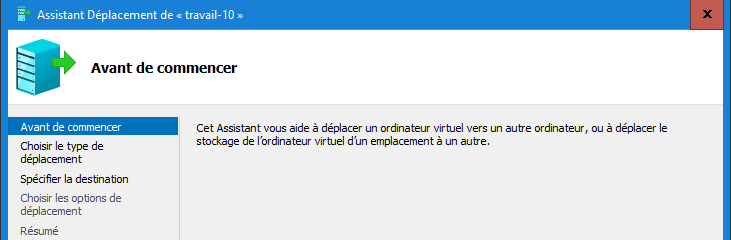 Assistant Déplacement de « travail-10 »
x
Avant de commencer
Avant de commencer
Choisir le type de
déplacement
Spécifier la destination
Choisir les options de
déplacement
Résumé
Cet Assistant vous aide à déplacer un ordinateur virtuel vers un autre ordinateur, ou à déplacer le
stockage de l’ordinateur virtuel d’un emplacement à un autre.